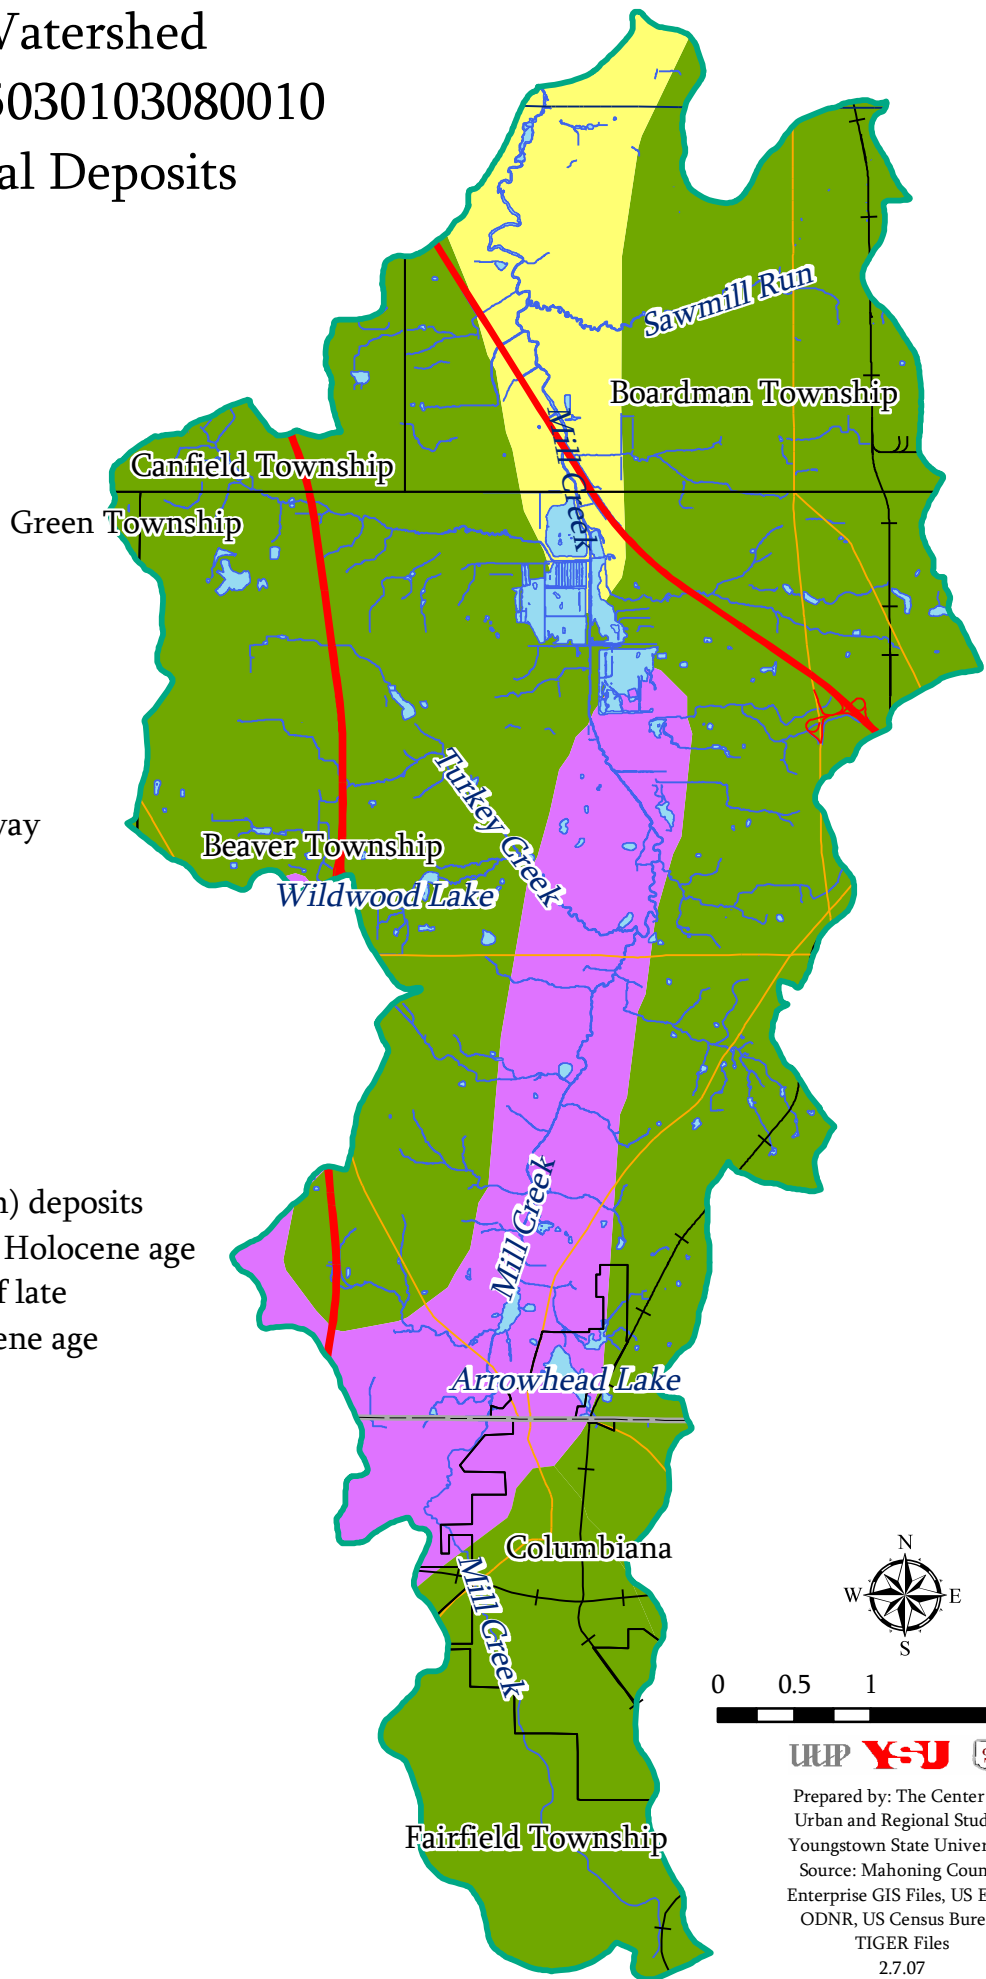 Watershed
5030103080010
al Deposits
Sawmill Run
Boardman Township
Mill Creek
Canfield Township
Green Township
Turkey Creek
way
Beaver Township
Wildwood Lake
Mill Creek
) deposits
Holocene age
f late
ene age
Arrowhead Lake
Columbiana
Mill Creek
N
W E
S
0 0.5 1
UUP YSU
Prepared by: The Center
Urban and Regional Stud
Youngstown State Univer
Source: Mahoning Coun
Enterprise GIS Files, US E
ODNR, US Census Bure
TIGER Files
2.7.07
Fairfield Township